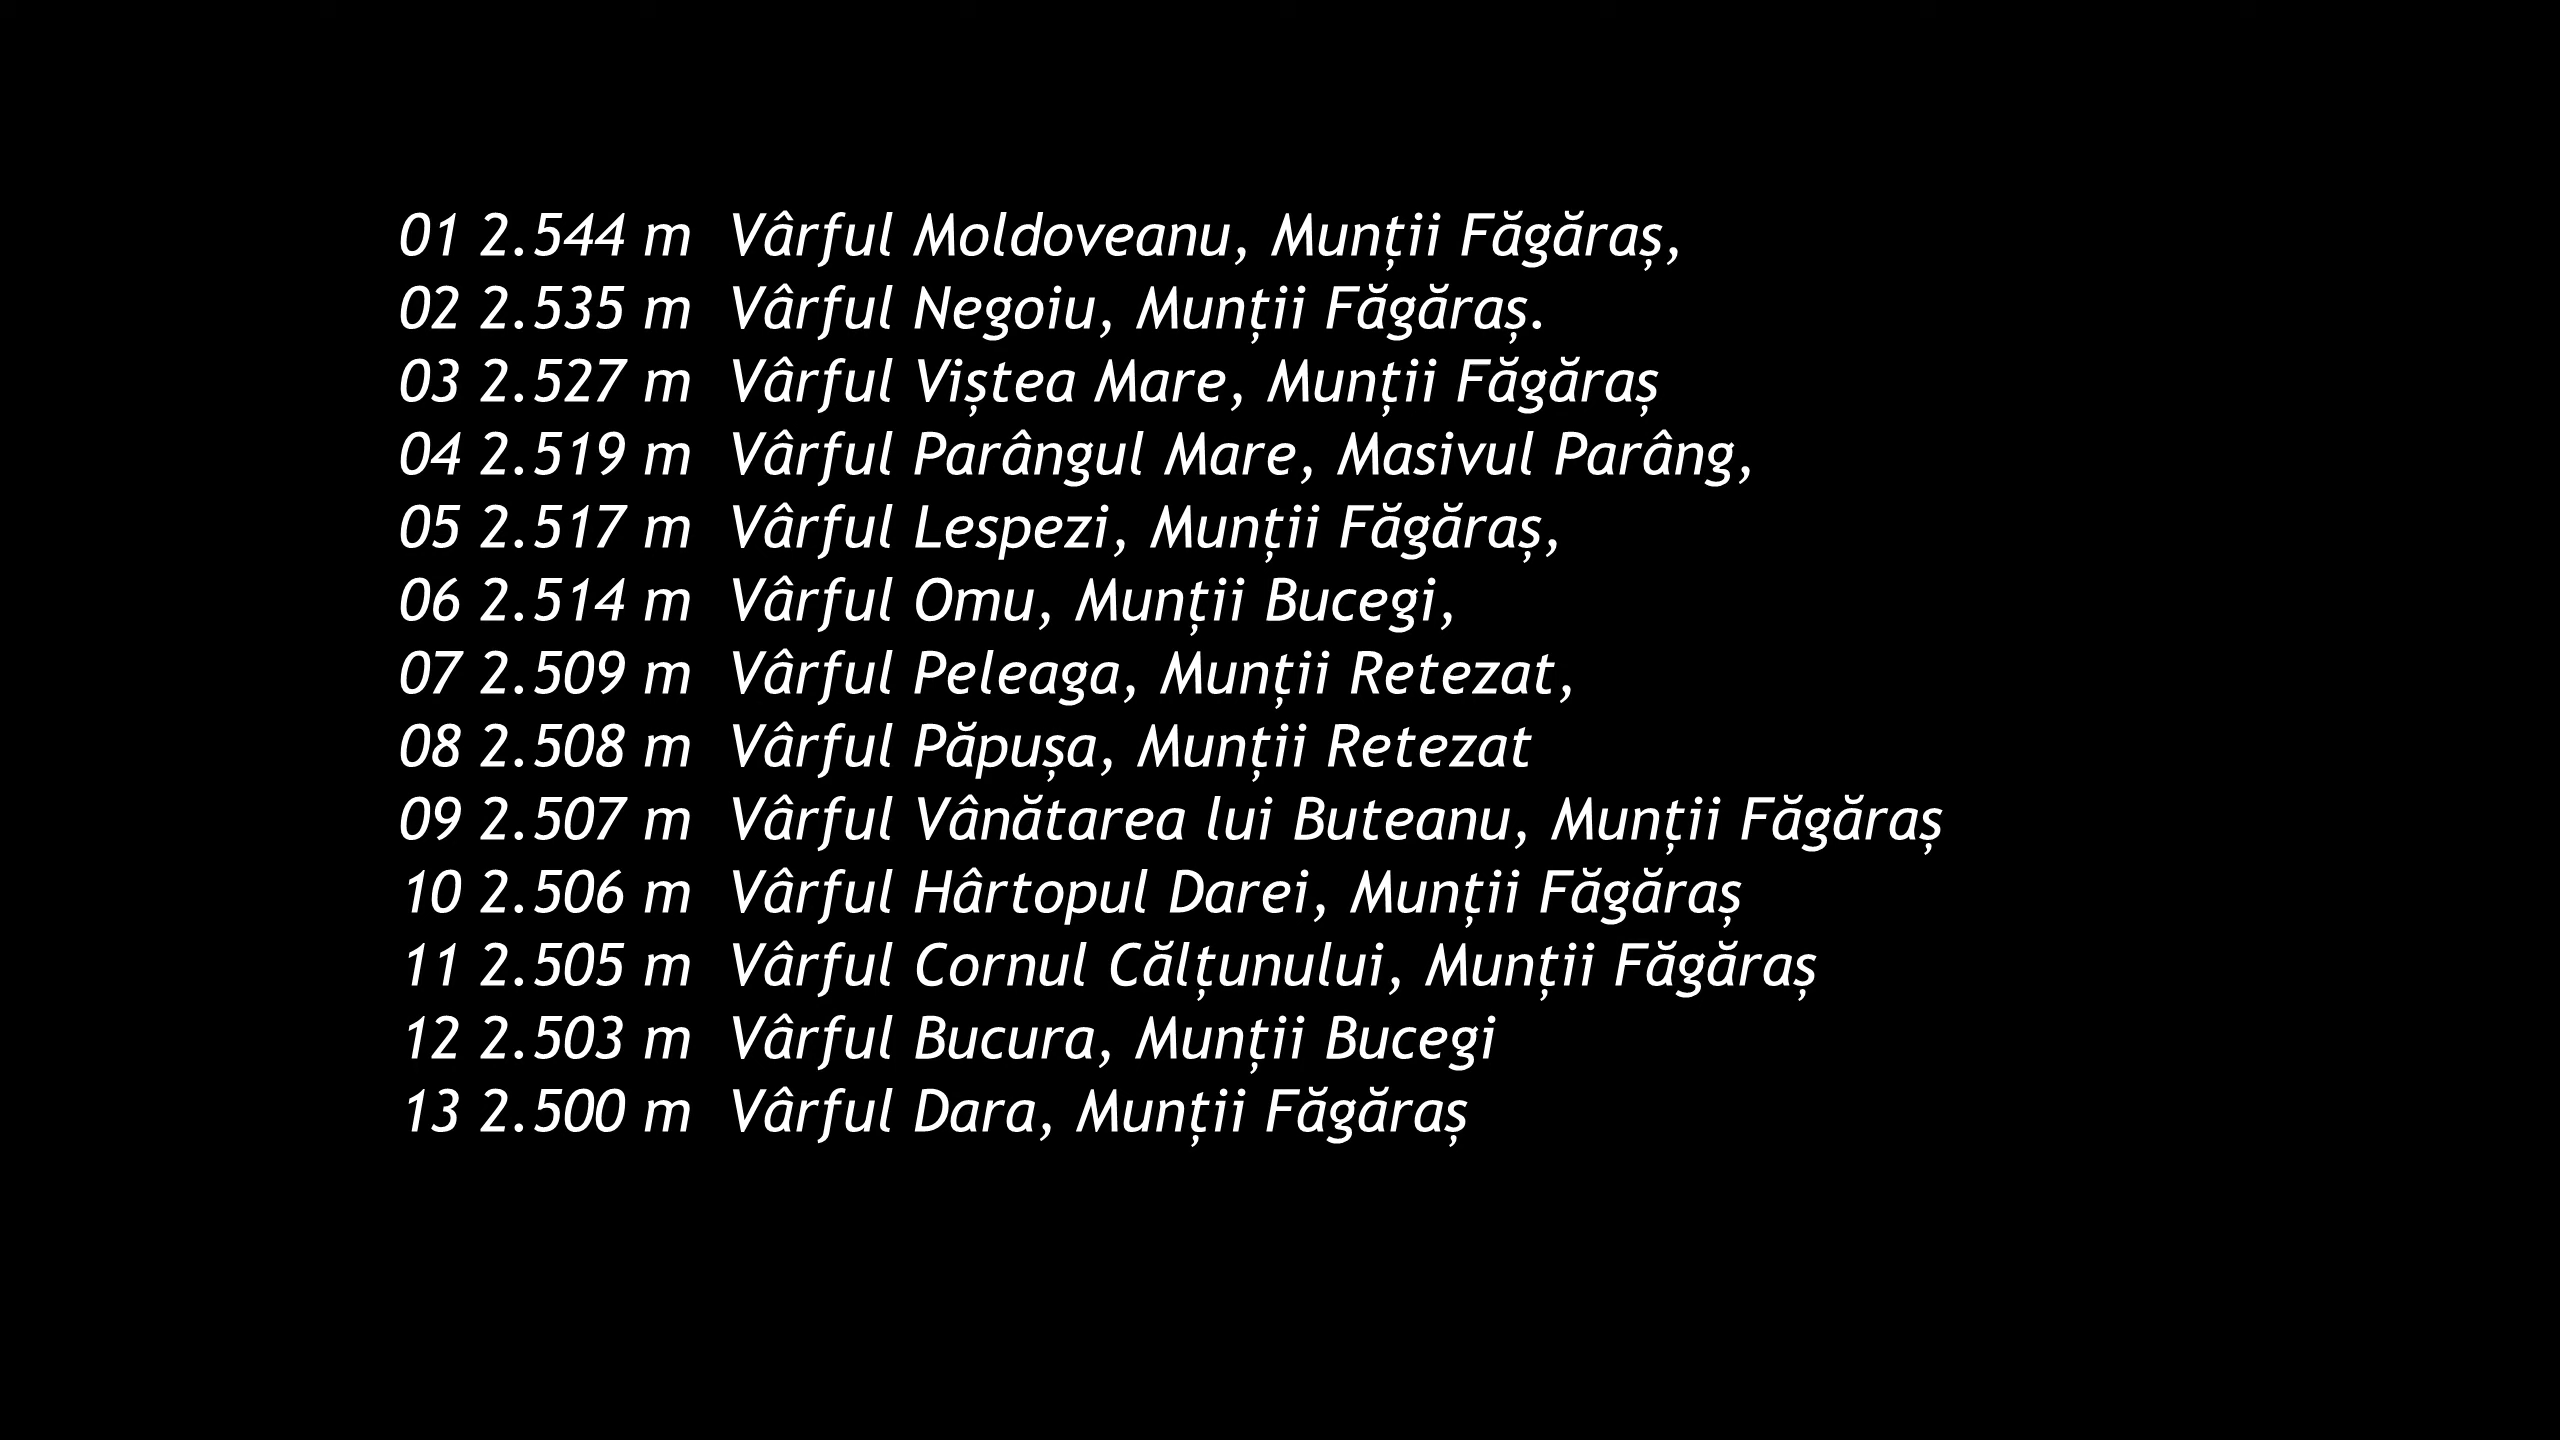 01 2.544 m  Vârful Moldoveanu, Munții Făgăraș,
02 2.535 m  Vârful Negoiu, Munții Făgăraș.
03 2.527 m  Vârful Viștea Mare, Munții Făgăraș
04 2.519 m  Vârful Parângul Mare, Masivul Parâng,
05 2.517 m  Vârful Lespezi, Munții Făgăraș,
06 2.514 m  Vârful Omu, Munții Bucegi,
07 2.509 m  Vârful Peleaga, Munții Retezat,
08 2.508 m  Vârful Păpușa, Munții Retezat
09 2.507 m  Vârful Vânătarea lui Buteanu, Munții Făgăraș
10 2.506 m  Vârful Hârtopul Darei, Munții Făgăraș
11 2.505 m  Vârful Cornul Călțunului, Munții Făgăraș
12 2.503 m  Vârful Bucura, Munții Bucegi
13 2.500 m  Vârful Dara, Munții Făgăraș